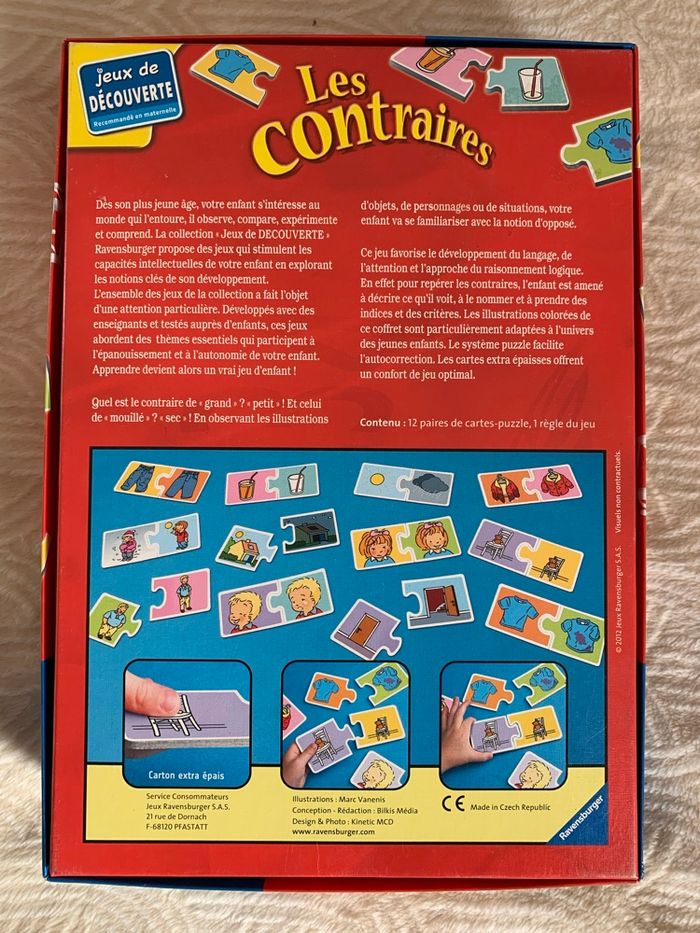 jeux de
DÉCOUVERTE
Recommandé en maternelle
Les
Contraires
Dès son plus jeune âge, votre enfant s'intéresse au
monde qui l'entoure, il observe, compare, expérimente
et comprend. La collection « Jeux de DECOUVERTE »
Ravensburger propose des jeux qui stimulent les
capacités intellectuelles de votre enfant en explorant
les notions clés de son développement.
L'ensemble des jeux de la collection a fait l'objet
d'une attention particulière. Développés avec des
enseignants et testés auprès d'enfants, ces jeux
abordent des thèmes essentiels qui participent à
l'épanouissement et à l'autonomie de votre enfant.
Apprendre devient alors un vrai jeu d'enfant !
Quel est le contraire de « grand » ? « petit » ! Et celui
de « mouillé » ? « sec » ! En observant les illustrations
d'objets, de personnages ou de situations, votre
enfant va se familiariser avec la notion d'opposé.
Ce jeu favorise le développement du langage, de
l'attention et l'approche du raisonnement logique.
En effet pour repérer les contraires, l'enfant est amené
à décrire ce qu'il voit, à le nommer et à prendre des
indices et des critères. Les illustrations colorées de
ce coffret sont particulièrement adaptées à l'univers
des jeunes enfants. Le système puzzle facilite
l'autocorrection. Les cartes extra épaisses offrent
un confort de jeu optimal.
Contenu : 12 paires de cartes-puzzle, 1 règle du jeu
© 2012 Jeux Ravensburger S.A.S. Visuels non contractuels.
Carton extra épais
Service Consommateurs
Jeux Ravensburger S.A.S.
21 rue de Dornach
F-68120 PFASTATT
Illustrations : Marc Vanenis
Conception - Rédaction : Bilkis Média
Design & Photo : Kinetic MCD
www.ravensburger.com
CE Made in Czech Republic
Ravensburger